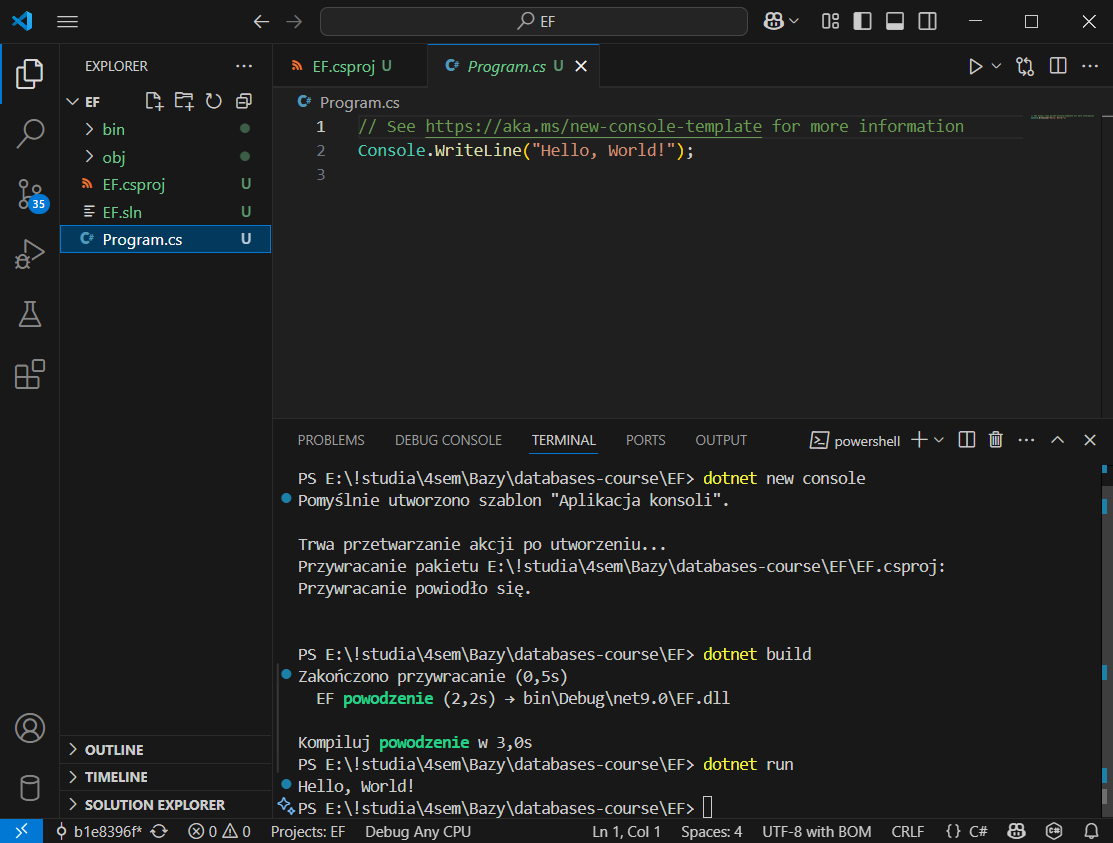 EF
EXPLORER
EF.csproj U
Program.cs U
EF
Program.cs
bin
obj
EF.csproj U
EF.sln U
Program.cs U
35
1 // See https://aka.ms/new-console-template for more information
2 Console.WriteLine("Hello, World!");
3
PROBLEMS DEBUG CONSOLE TERMINAL PORTS OUTPUT
powershell
PS E:\!studia\4sem\Bazy\databases-course\EF> dotnet new console
Pomyślnie utworzono szablon "Aplikacja konsoli".
Trwa przetwarzanie akcji po utworzeniu...
Przywracanie pakietu E:\!studia\4sem\Bazy\databases-course\EF\EF.csproj:
Przywracanie powiodło się.
PS E:\!studia\4sem\Bazy\databases-course\EF> dotnet build
Zakończono przywracanie (0,5s)
EF powodzenie (2,2s) → bin\Debug\net9.0\EF.dll
Kompiluj powodzenie w 3,0s
PS E:\!studia\4sem\Bazy\databases-course\EF> dotnet run
Hello, World!
PS E:\!studia\4sem\Bazy\databases-course\EF>
OUTLINE
TIMELINE
SOLUTION EXPLORER
b1e8396f* 0 0 Projects: EF Debug Any CPU Ln 1, Col 1 Spaces: 4 UTF-8 with BOM CRLF {} C#